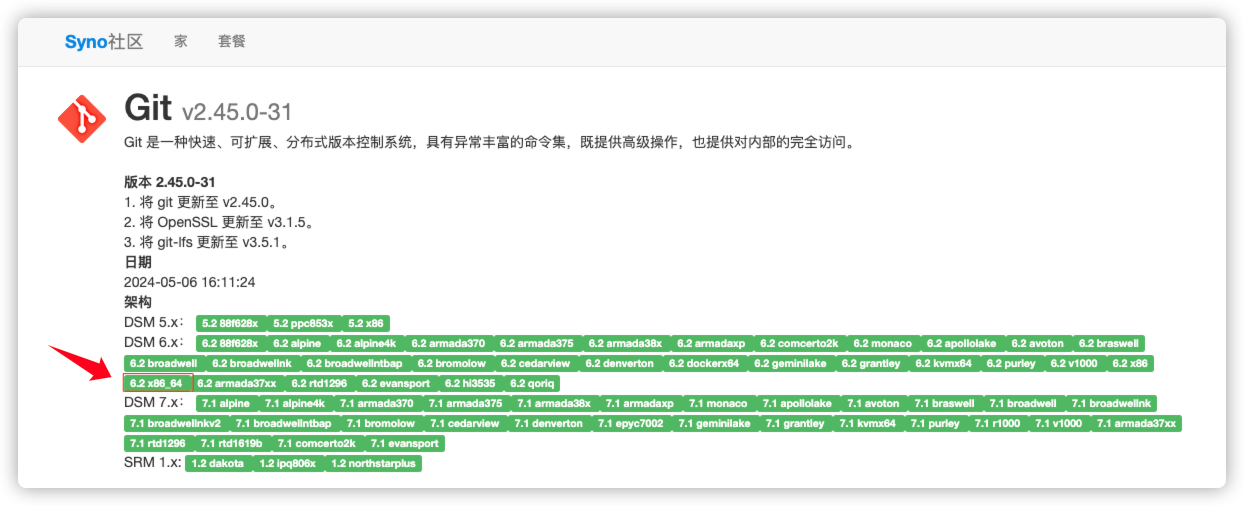 Syno社区 家 套餐
Git v2.45.0-31
Git 是一种快速、可扩展、分布式版本控制系统，具有异常丰富的命令集，既提供高级操作，也提供对内部的完全访问。
版本 2.45.0-31
1. 将 git 更新至 v2.45.0。
2. 将 OpenSSL 更新至 v3.1.5。
3. 将 git-lfs 更新至 v3.5.1。
日期
2024-05-06 16:11:24
架构
DSM 5.x： 5.2 88f628x 5.2 ppc853x 5.2 x86
DSM 6.x： 6.2 88f628x 6.2 alpine 6.2 alpine4k 6.2 armada370 6.2 armada375 6.2 armada38x 6.2 armadaxp 6.2 comcerto2k 6.2 monaco 6.2 apollolake 6.2 avoton 6.2 braswell
6.2 broadwell 6.2 broadwellnk 6.2 broadwellntbap 6.2 bromolow 6.2 cedarview 6.2 denverton 6.2 dockerx64 6.2 geminilake 6.2 grantley 6.2 kvmx64 6.2 purley 6.2 v1000 6.2 x86
6.2 x86_64 6.2 armada37xx 6.2 rtd1296 6.2 evansport 6.2 hi3535 6.2 qoriq
DSM 7.x： 7.1 alpine 7.1 alpine4k 7.1 armada370 7.1 armada375 7.1 armada38x 7.1 armadaxp 7.1 monaco 7.1 apollolake 7.1 avoton 7.1 braswell 7.1 broadwell 7.1 broadwellnk
7.1 broadwellnkv2 7.1 broadwellntbap 7.1 bromolow 7.1 cedarview 7.1 denverton 7.1 epyc7002 7.1 geminilake 7.1 grantley 7.1 kvmx64 7.1 purley 7.1 r1000 7.1 v1000 7.1 armada37xx
7.1 rtd1296 7.1 rtd1619b 7.1 comcerto2k 7.1 evansport
SRM 1.x: 1.2 dakota 1.2 ipq806x 1.2 northstarplus